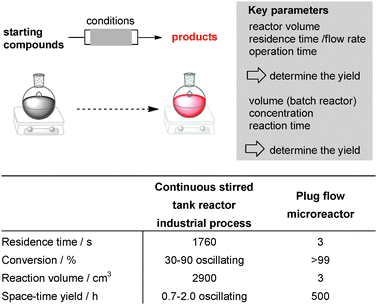 conditions
starting
compounds
products
Key parameters
reactor volume
residence time /flow rate
operation time
determine the yield
volume (batch reactor)
concentration
reaction time
determine the yield
Continuous stirred
tank reactor
industrial process
Plug flow
microreactor
Residence time / s 1760 3
Conversion / % 30-90 oscillating >99
Reaction volume / cm³ 2900 3
Space-time yield / h 0.7-2.0 oscillating 500